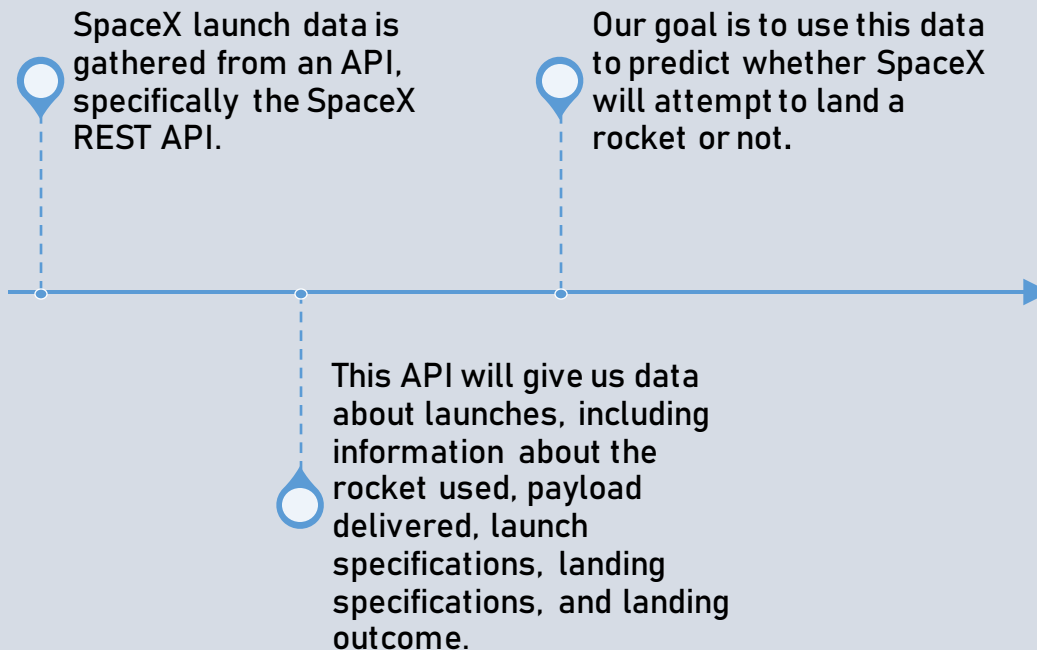 SpaceX launch data is
gathered from an API,
specifically the SpaceX
REST API.
This API will give us data
about launches, including
information about the
rocket used, payload
delivered, launch
specifications, landing
specifications, and landing
outcome.
Our goal is to use this data
to predict whether SpaceX
will attempt to land a
rocket or not.